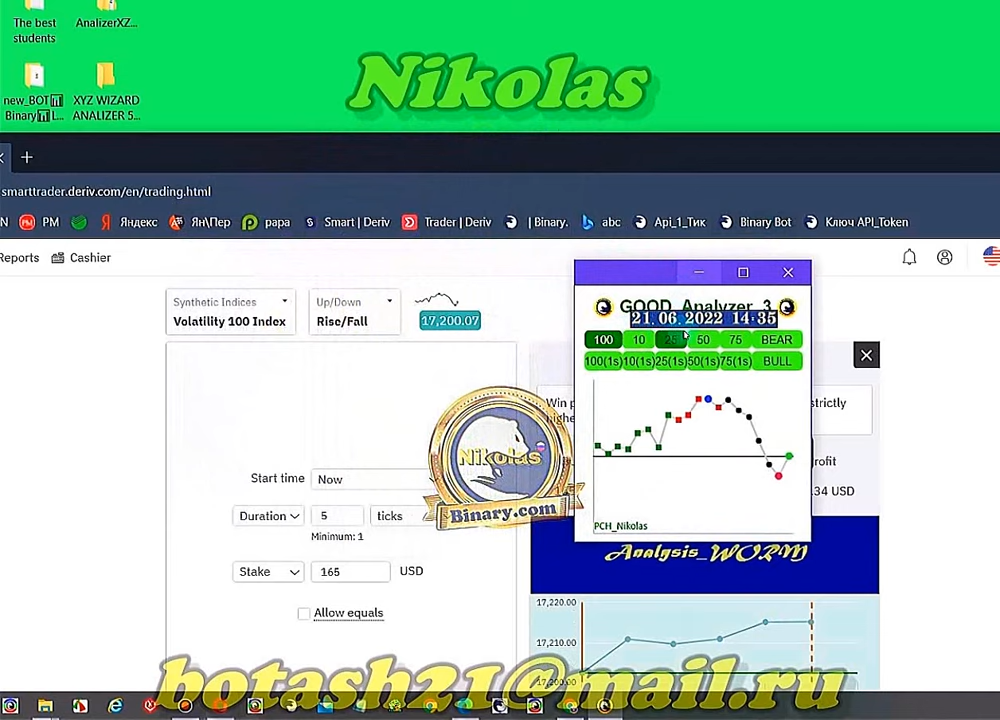 The best
students
AnalizerXZ...
new_BOT
Binary
XYZ WIZARD
ANALIZER 5...
Nikolas
smarttrader.deriv.com/en/trading.html
N
PM
Яндекс
Ян\Пер
papa
Smart | Deriv
Trader | Deriv
| Binary.
abc
Api_1_Тик
Binary Bot
Ключ API_Token
Reports
Cashier
Synthetic Indices
Volatility 100 Index
Up/Down
Rise/Fall
17,200.07
GOOD Analyzer 3
21.06.2022 14:35
100 10 25 50 75 BEAR
100(1s) 10(1s) 25(1s) 50(1s) 75(1s) BULL
PCH_Nikolas
Win
strictly
Start time
Now
Duration
5
ticks
Minimum: 1
Stake
165
USD
Allow equals
Nikolas
Binary.com
.34 USD
Analysis_WORM
17,220.00
17,210.00
17,200.00
botash21@mail.ru